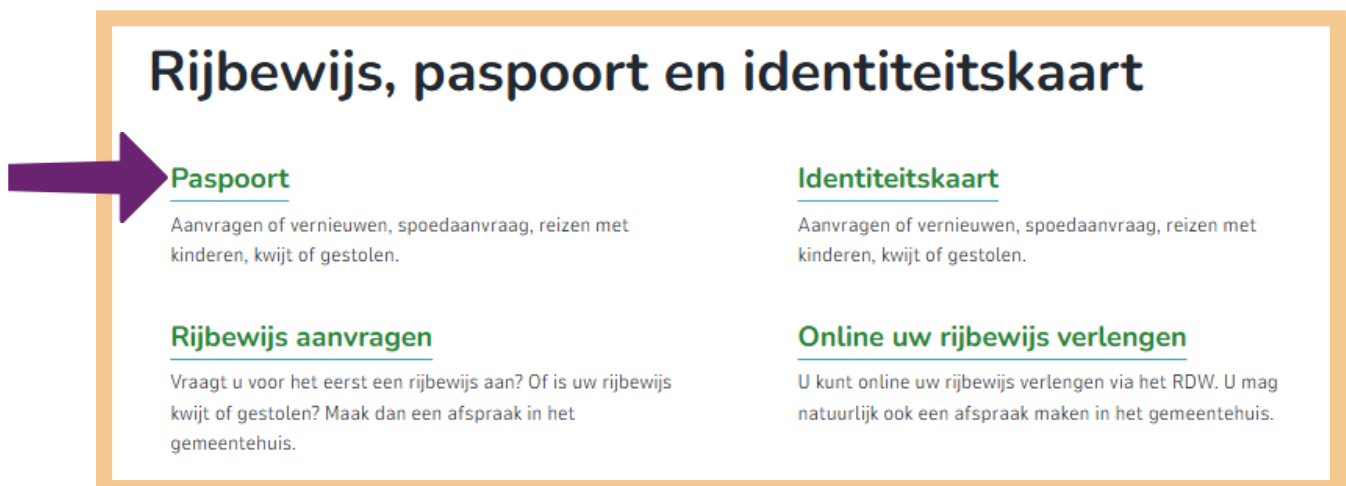 Rijbewijs, paspoort en identiteitskaart
Paspoort
Aanvragen of vernieuwen, spoedaanvraag, reizen met
kinderen, kwijt of gestolen.
Identiteitskaart
Aanvragen of vernieuwen, spoedaanvraag, reizen met
kinderen, kwijt of gestolen.
Rijbewijs aanvragen
Vraagt u voor het eerst een rijbewijs aan? Of is uw rijbewijs
kwijt of gestolen? Maak dan een afspraak in het
gemeentehuis.
Online uw rijbewijs verlengen
U kunt online uw rijbewijs verlengen via het RDW. U mag
natuurlijk ook een afspraak maken in het gemeentehuis.